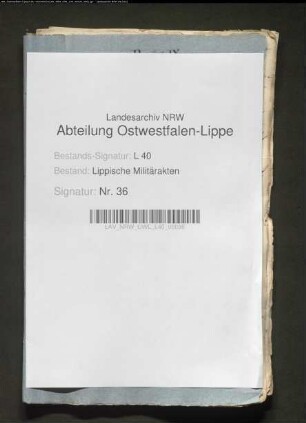 Landesarchiv NRW
Abteilung Ostwestfalen-Lippe
Bestands-Signatur: L 40
Bestand: Lippische Militärakten
Signatur: Nr. 36